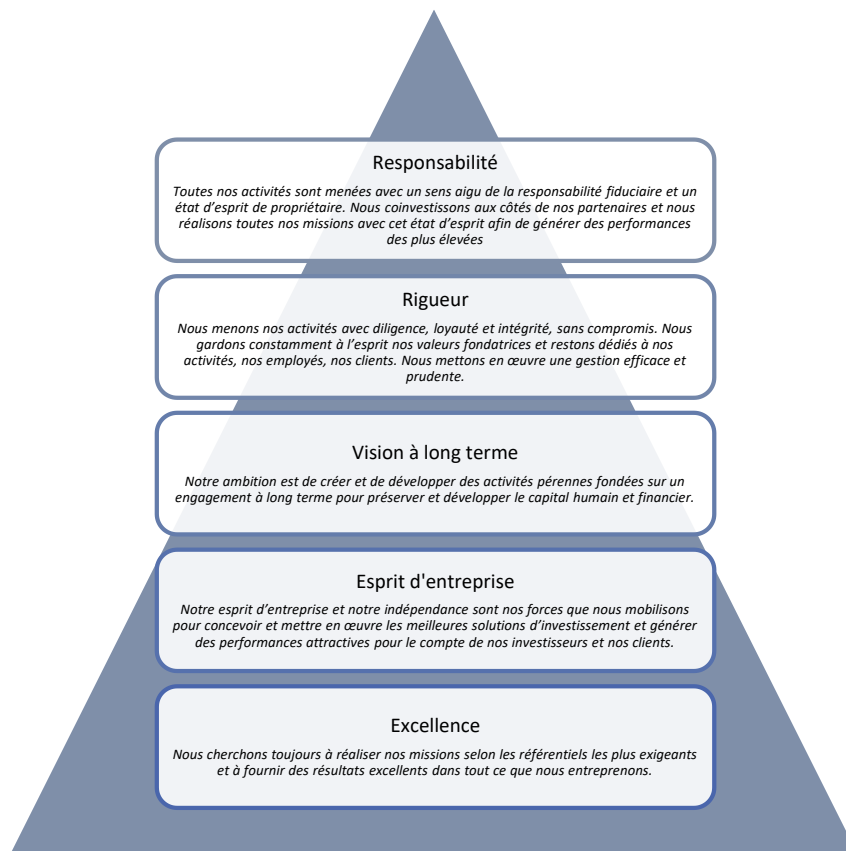 Responsabilité
Toutes nos activités sont menées avec un sens aigu de la responsabilité fiduciaire et un
état d’esprit de propriétaire. Nous coinvestissons aux côtés de nos partenaires et nous
réalisons toutes nos missions avec cet état d’esprit afin de générer des performances
des plus élevées
Rigueur
Nous menons nos activités avec diligence, loyauté et intégrité, sans compromis. Nous
gardons constamment à l’esprit nos valeurs fondatrices et restons dédiés à nos
activités, nos employés, nos clients. Nous mettons en œuvre une gestion efficace et
prudente.
Vision à long terme
Notre ambition est de créer et de développer des activités pérennes fondées sur un
engagement à long terme pour préserver et développer le capital humain et financier.
Esprit d'entreprise
Notre esprit d’entreprise et notre indépendance sont nos forces que nous mobilisons
pour concevoir et mettre en œuvre les meilleures solutions d’investissement et générer
des performances attractives pour le compte de nos investisseurs et nos clients.
Excellence
Nous cherchons toujours à réaliser nos missions selon les référentiels les plus exigeants
et à fournir des résultats excellents dans tout ce que nous entreprenons.